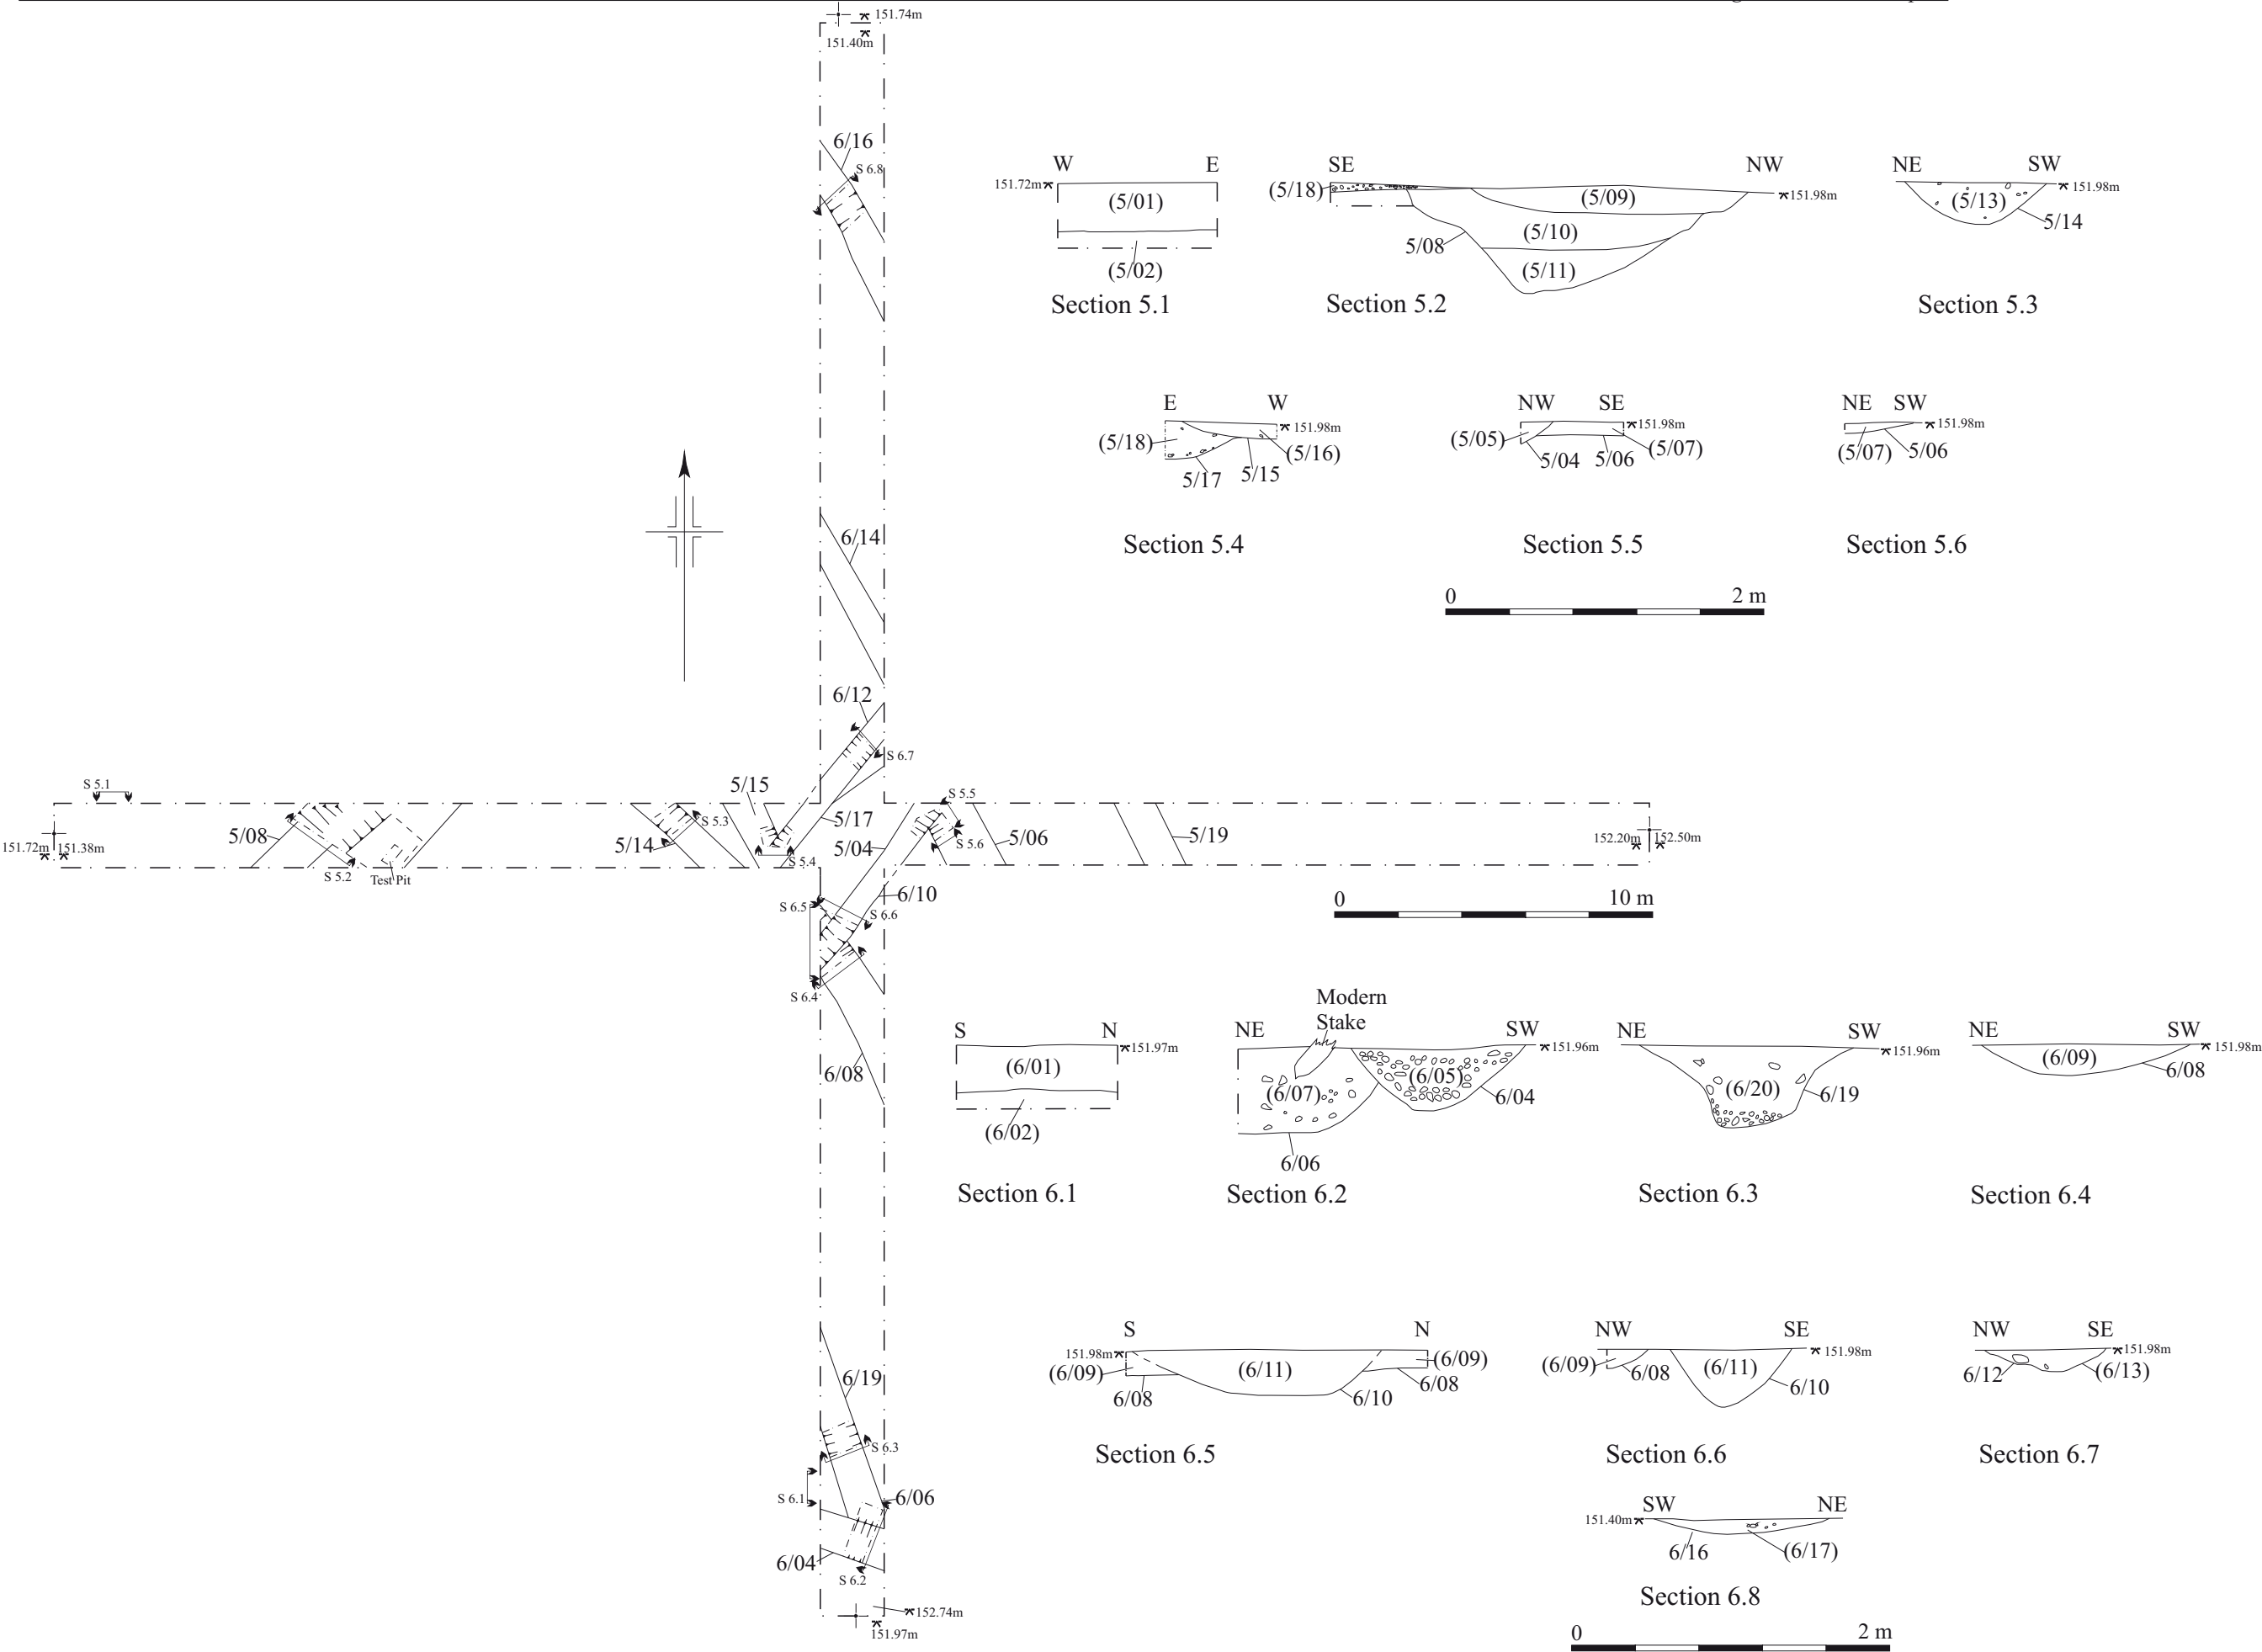 151.74m
151.40m
6/16
S 6.8
6/14
6/12
S 6.7
S 5.1
5/15
5/08
S 5.2
Test Pit
5/14
S 5.3
S 5.4
5/17
5/04
S 5.5
S 5.6
5/06
5/19
151.72m
151.38m
152.20m
152.50m
6/10
S 6.5
S 6.6
S 6.4
6/08
6/19
S 6.3
S 6.1
6/06
6/04
S 6.2
152.74m
151.97m
W E
151.72m
(5/01)
(5/02)
Section 5.1
SE NW
(5/18)
(5/09)
151.98m
(5/10)
5/08
(5/11)
Section 5.2
NE SW
151.98m
(5/13)
5/14
Section 5.3
E W
151.98m
(5/18)
(5/16)
5/17
5/15
Section 5.4
NW SE
151.98m
(5/05)
(5/07)
5/04
5/06
Section 5.5
NE SW
151.98m
(5/07)
5/06
Section 5.6
0 2 m
0 10 m
S N
151.97m
(6/01)
(6/02)
Section 6.1
Modern
Stake
NE SW
151.96m
(6/07)
(6/05)
6/04
6/06
Section 6.2
NE SW
151.96m
(6/20)
6/19
Section 6.3
NE SW
151.98m
(6/09)
6/08
Section 6.4
S N
151.98m
(6/09)
(6/11)
(6/09)
6/08
6/10
6/08
Section 6.5
NW SE
151.98m
(6/09)
6/08
(6/11)
6/10
Section 6.6
NW SE
151.98m
6/12
(6/13)
Section 6.7
SW NE
151.40m
6/16
(6/17)
Section 6.8
0 2 m